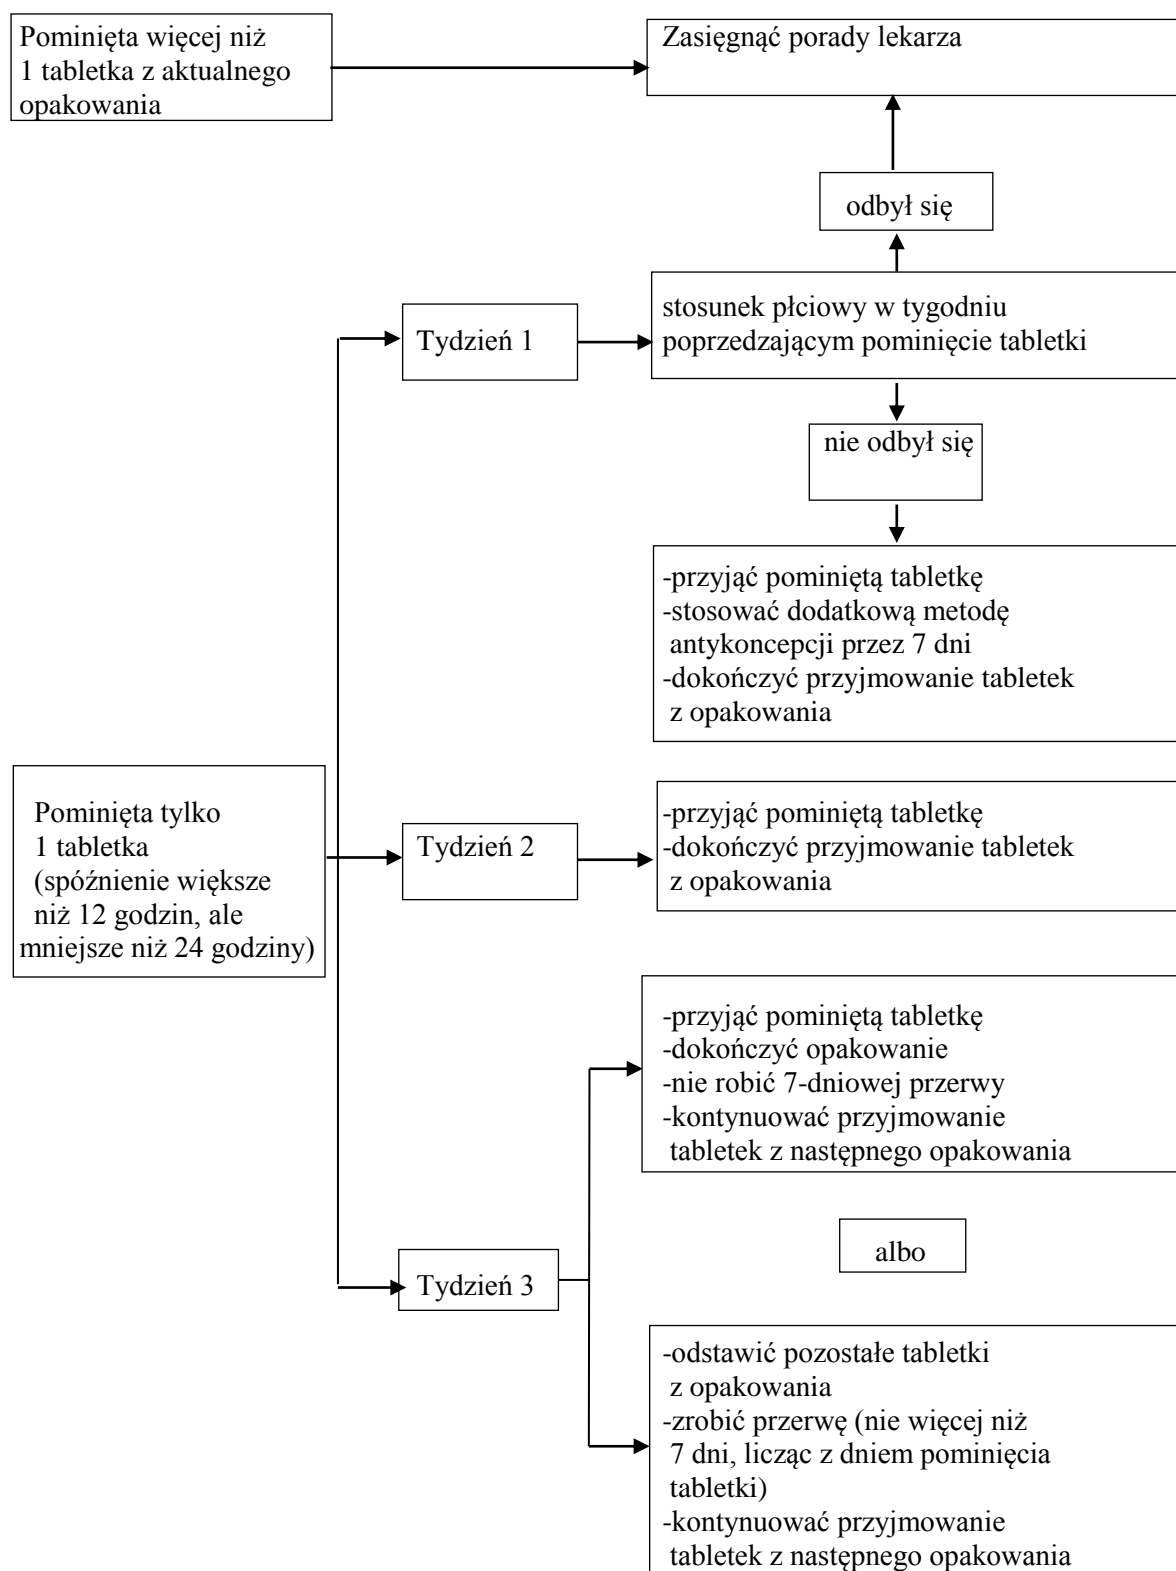 Pominięta więcej niż
1 tabletka z aktualnego
opakowania
Zasięgnąć porady lekarza
odbył się
stosunek płciowy w tygodniu
poprzedzającym pominięcie tabletki
Tydzień 1
nie odbył się
-przyjąć pominiętą tabletkę
-stosować dodatkową metodę
antykoncepcji przez 7 dni
-dokończyć przyjmowanie tabletek
z opakowania
Pominięta tylko
1 tabletka
(spóźnienie większe
niż 12 godzin, ale
mniejsze niż 24 godziny)
Tydzień 2
-przyjąć pominiętą tabletkę
-dokończyć przyjmowanie tabletek
z opakowania
-przyjąć pominiętą tabletkę
-dokończyć opakowanie
-nie robić 7-dniowej przerwy
-kontynuować przyjmowanie
tabletek z następnego opakowania
albo
Tydzień 3
-odstawić pozostałe tabletki
z opakowania
-zrobić przerwę (nie więcej niż
7 dni, licząc z dniem pominięcia
tabletki)
-kontynuować przyjmowanie
tabletek z następnego opakowania